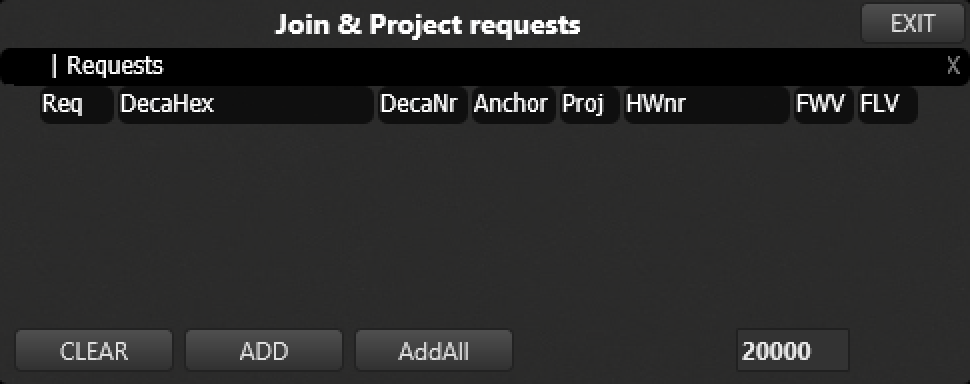 Join & Project requests EXIT
| Requests X
Req DecaHex DecaNr Anchor Proj HWnr FWV FLV
CLEAR ADD AddAll 20000